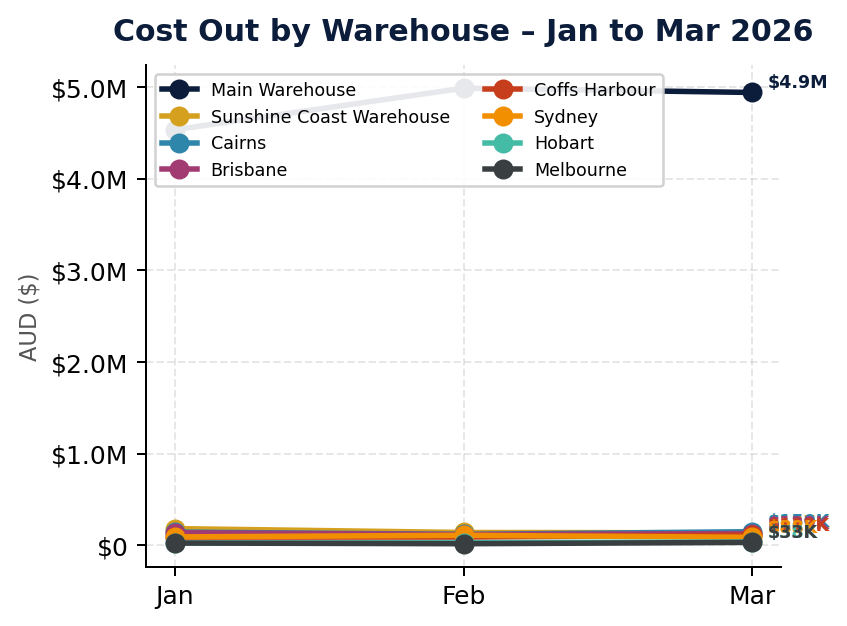 Cost Out by Warehouse – Jan to Mar 2026
$5.0M
$4.0M
$3.0M
$2.0M
$1.0M
$0
AUD ($)
Main Warehouse
Sunshine Coast Warehouse
Cairns
Brisbane
Coffs Harbour
Sydney
Hobart
Melbourne
$4.9M
$33K
Jan
Feb
Mar